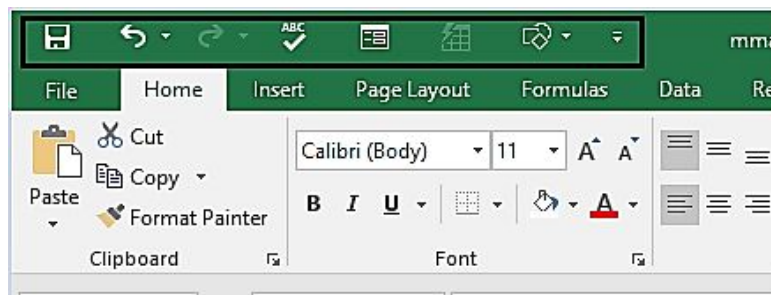 ABC
mma
File Home Insert Page Layout Formulas Data Re
Cut
Calibri (Body) 11 A A
Copy
Paste
Format Painter
B I U A
Clipboard Font